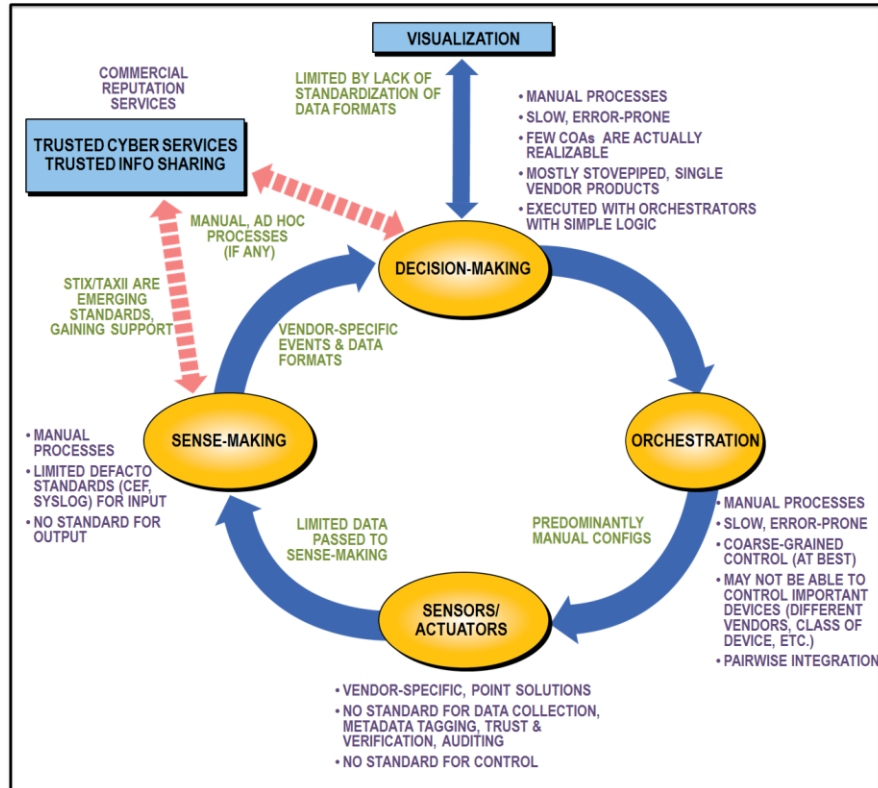 VISUALIZATION
LIMITED BY LACK OF
STANDARDIZATION OF
DATA FORMATS
COMMERCIAL
REPUTATION
SERVICES
TRUSTED CYBER SERVICES
TRUSTED INFO SHARING
• MANUAL PROCESSES
• SLOW, ERROR-PRONE
• FEW COAs ARE ACTUALLY
REALIZABLE
• MOSTLY STOVEPIPED, SINGLE
VENDOR PRODUCTS
• EXECUTED WITH ORCHESTRATORS
WITH SIMPLE LOGIC
MANUAL, AD HOC
PROCESSES
(IF ANY)
DECISION-MAKING
STIX/TAXII ARE
EMERGING
STANDARDS,
GAINING SUPPORT
VENDOR-SPECIFIC
EVENTS & DATA
FORMATS
SENSE-MAKING
ORCHESTRATION
• MANUAL
PROCESSES
• LIMITED DEFACTO
STANDARDS (CEF,
SYSLOG) FOR INPUT
• NO STANDARD FOR
OUTPUT
LIMITED DATA
PASSED TO
SENSE-MAKING
PREDOMINANTLY
MANUAL CONFIGS
• MANUAL PROCESSES
• SLOW, ERROR-PRONE
• COARSE-GRAINED
CONTROL (AT BEST)
• MAY NOT BE ABLE TO
CONTROL IMPORTANT
DEVICES (DIFFERENT
VENDORS, CLASS OF
DEVICE, ETC.)
• PAIRWISE INTEGRATION
SENSORS/
ACTUATORS
• VENDOR-SPECIFIC, POINT SOLUTIONS
• NO STANDARD FOR DATA COLLECTION,
METADATA TAGGING, TRUST &
VERIFICATION, AUDITING
• NO STANDARD FOR CONTROL